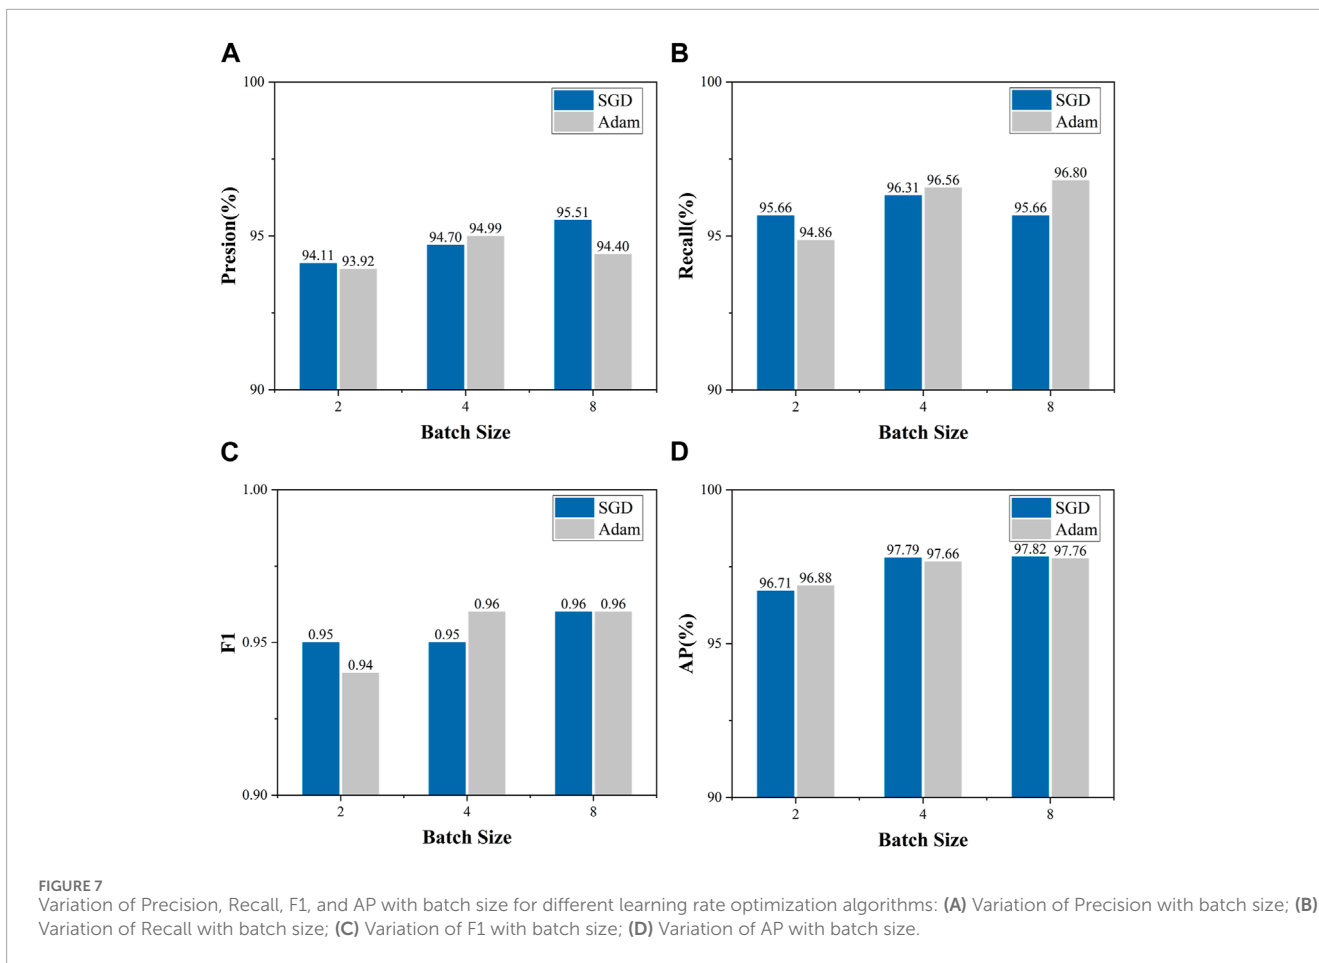 A
100
95
90
Presion(%)
SGD
Adam
94.11
93.92
94.70
94.99
95.51
94.40
2
4
8
Batch Size
B
100
95
90
Recall(%)
SGD
Adam
95.66
94.86
96.31
96.56
95.66
96.80
2
4
8
Batch Size
C
1.00
0.95
0.90
F1
SGD
Adam
0.95
0.94
0.95
0.96
0.96
0.96
2
4
8
Batch Size
D
100
95
90
AP(%)
SGD
Adam
96.71
96.88
97.79
97.66
97.82
97.76
2
4
8
Batch Size
FIGURE 7
Variation of Precision, Recall, F1, and AP with batch size for different learning rate optimization algorithms: (A) Variation of Precision with batch size; (B)
Variation of Recall with batch size; (C) Variation of F1 with batch size; (D) Variation of AP with batch size.